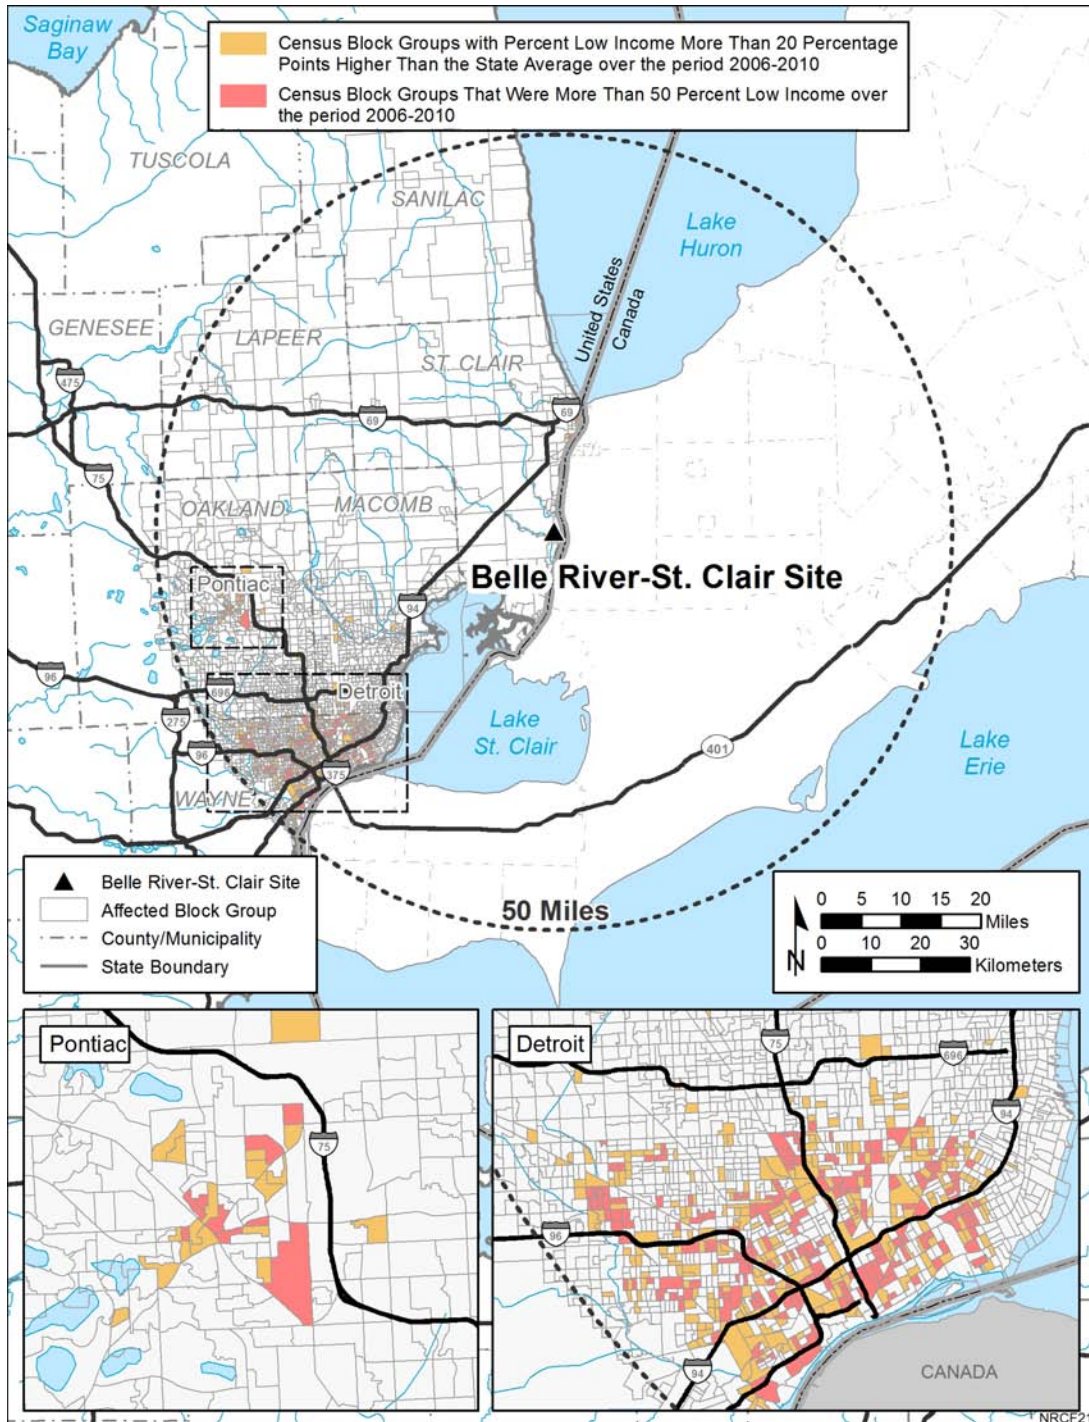 Saginaw
Bay
Census Block Groups with Percent Low Income More Than 20 Percentage
Points Higher Than the State Average over the period 2006-2010
Census Block Groups That Were More Than 50 Percent Low Income over
the period 2006-2010
TUSCOLA
SANILAC
Lake
Huron
United States
Canada
GENESEE
LAPEER
ST. CLAIR
475
69
69
75
OAKLAND
MACOMB
Belle River-St. Clair Site
Pontiac
94
96
696
Detroit
275
Lake
St. Clair
96
401
Lake
Erie
375
WAYNE
Belle River-St. Clair Site
Affected Block Group
County/Municipality
State Boundary
50 Miles
0 5 10 15 20
Miles
0 10 20 30
Kilometers
N
Pontiac
75
Detroit
75
696
94
96
94
CANADA